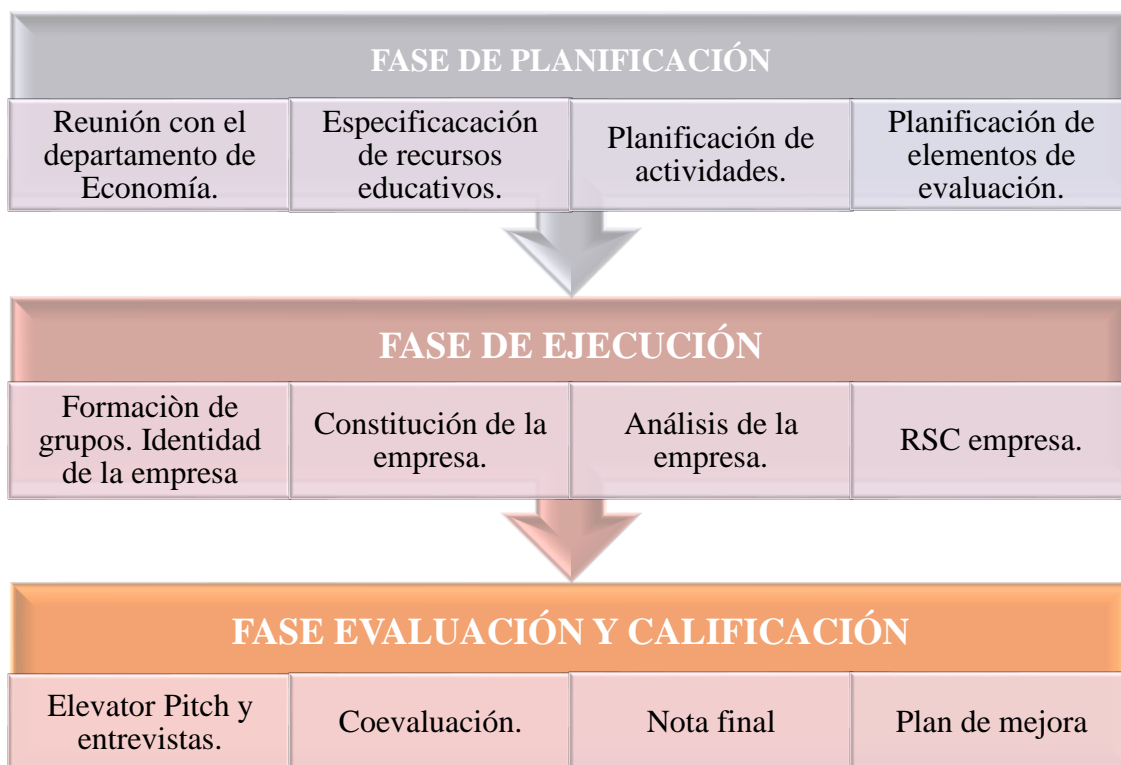 FASE DE PLANIFICACIÓN
Reunión con el
departamento de
Economía.
Especificacación
de recursos
educativos.
Planificación de
actividades.
Planificación de
elementos de
evaluación.
FASE DE EJECUCIÓN
Formaciòn de
grupos. Identidad
de la empresa
Constitución de la
empresa.
Análisis de la
empresa.
RSC empresa.
FASE EVALUACIÓN Y CALIFICACIÓN
Elevator Pitch y
entrevistas.
Coevaluación.
Nota final
Plan de mejora